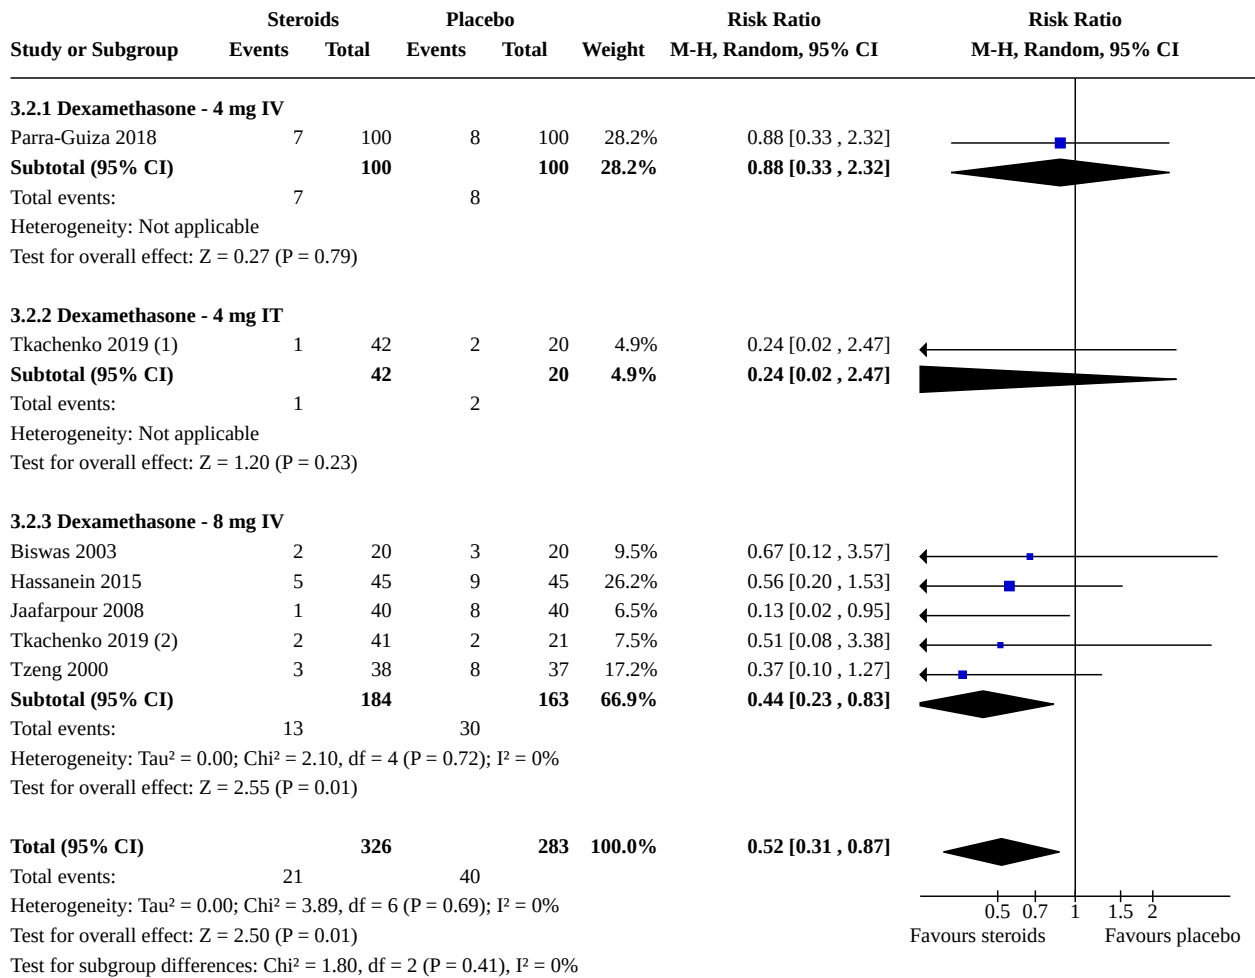 Steroids Placebo Risk Ratio Risk Ratio
Study or Subgroup Events Total Events Total Weight M-H, Random, 95% CI M-H, Random, 95% CI
3.2.1 Dexamethasone - 4 mg IV
Parra-Guiza 2018 7 100 8 100 28.2% 0.88 [0.33 , 2.32]
Subtotal (95% CI) 100 100 28.2% 0.88 [0.33 , 2.32]
Total events: 7 8
Heterogeneity: Not applicable
Test for overall effect: Z = 0.27 (P = 0.79)
3.2.2 Dexamethasone - 4 mg IT
Tkachenko 2019 (1) 1 42 2 20 4.9% 0.24 [0.02 , 2.47]
Subtotal (95% CI) 42 20 4.9% 0.24 [0.02 , 2.47]
Total events: 1 2
Heterogeneity: Not applicable
Test for overall effect: Z = 1.20 (P = 0.23)
3.2.3 Dexamethasone - 8 mg IV
Biswas 2003 2 20 3 20 9.5% 0.67 [0.12 , 3.57]
Hassanein 2015 5 45 9 45 26.2% 0.56 [0.20 , 1.53]
Jaafarpour 2008 1 40 8 40 6.5% 0.13 [0.02 , 0.95]
Tkachenko 2019 (2) 2 41 2 21 7.5% 0.51 [0.08 , 3.38]
Tzeng 2000 3 38 8 37 17.2% 0.37 [0.10 , 1.27]
Subtotal (95% CI) 184 163 66.9% 0.44 [0.23 , 0.83]
Total events: 13 30
Heterogeneity: Tau² = 0.00; Chi² = 2.10, df = 4 (P = 0.72); I² = 0%
Test for overall effect: Z = 2.55 (P = 0.01)
Total (95% CI) 326 283 100.0% 0.52 [0.31 , 0.87]
Total events: 21 40
Heterogeneity: Tau² = 0.00; Chi² = 3.89, df = 6 (P = 0.69); I² = 0%
0.5 0.7 1 1.5 2
Test for overall effect: Z = 2.50 (P = 0.01) Favours steroids Favours placebo
Test for subgroup differences: Chi² = 1.80, df = 2 (P = 0.41), I² = 0%